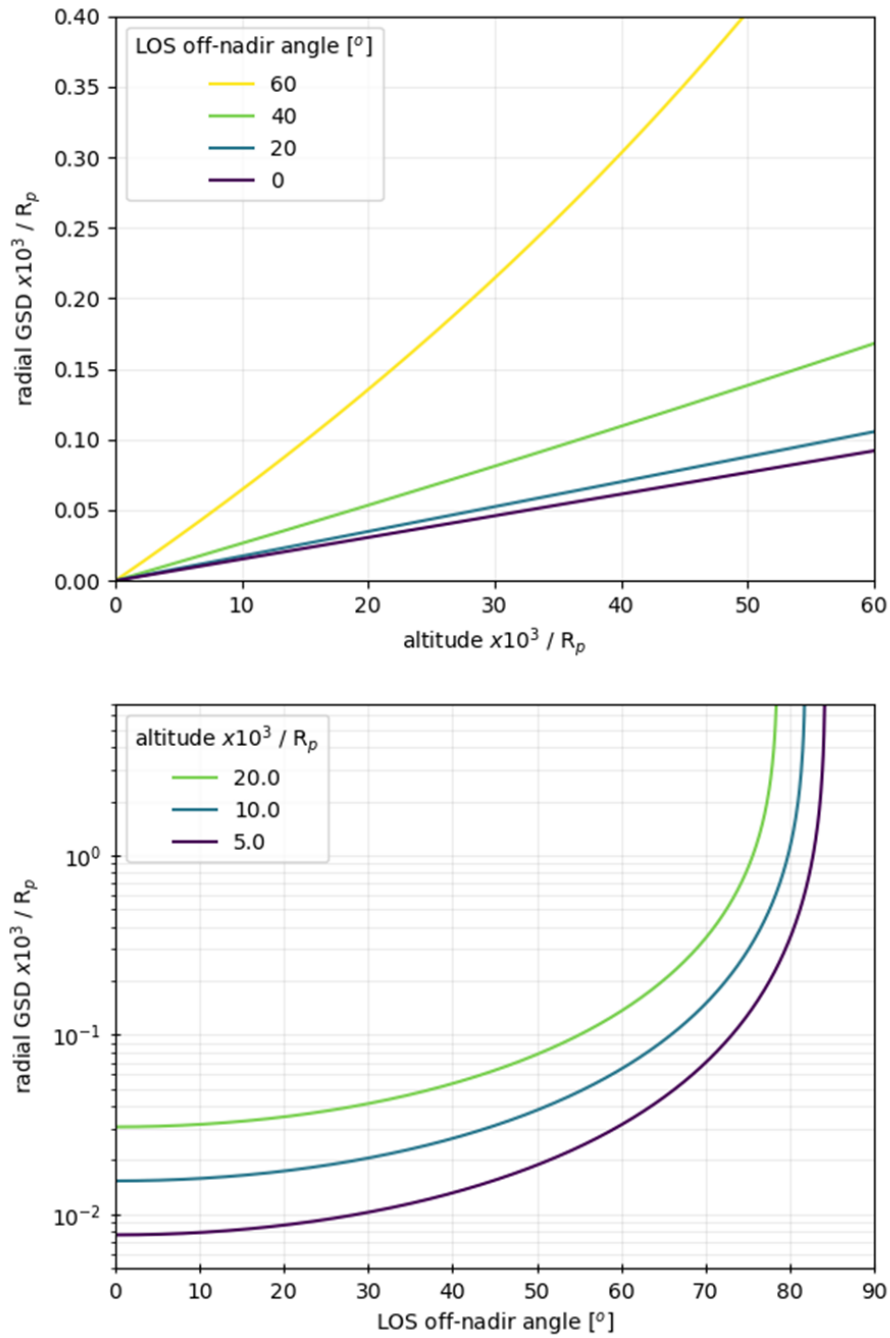 0.40
0.35
0.30
0.25
0.20
0.15
0.10
0.05
0.00
radial GSD x10³ / Rₚ
LOS off-nadir angle [°]
60
40
20
0
0 10 20 30 40 50 60
altitude x10³ / Rₚ
altitude x10³ / Rₚ
20.0
10.0
5.0
10⁰
10⁻¹
10⁻²
radial GSD x10³ / Rₚ
0 10 20 30 40 50 60 70 80 90
LOS off-nadir angle [°]